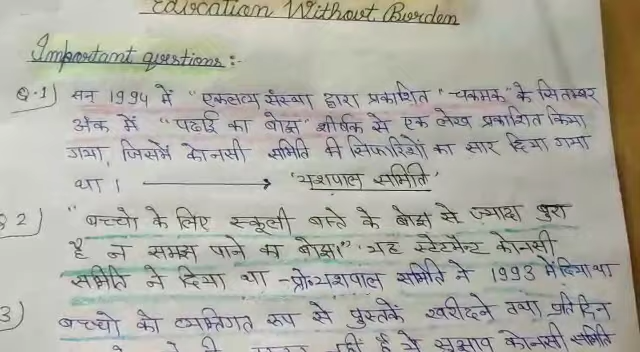 Education Without Burden
Important questions:-
Q.1) सन 1994 में "एकलव्य संस्था द्वारा प्रकाशित "चकमक" के सितम्बर
अंक में "पढाई का बोझ" शीर्षक से एक लेख प्रकाशित किया
गया, जिसमें कोनसी समिति की सिफारिशों का सार दिया गया
था। → 'यशपाल समिति'
2) "बच्चो के लिए स्कूली बस्ते के बोझ से ज्यादा बुरा
है न समझ पाने का बोझ।" यह स्टेटमेन्ट कोनसी
समिति ने दिया था - प्रो० यशपाल समिति ने 1993 में दिया था
3) बच्चो को व्यक्तिगत रूप से पुस्तकें खरीदने तथा प्रतिदिन
नहीं है ये सुझाव कोनसी समिति